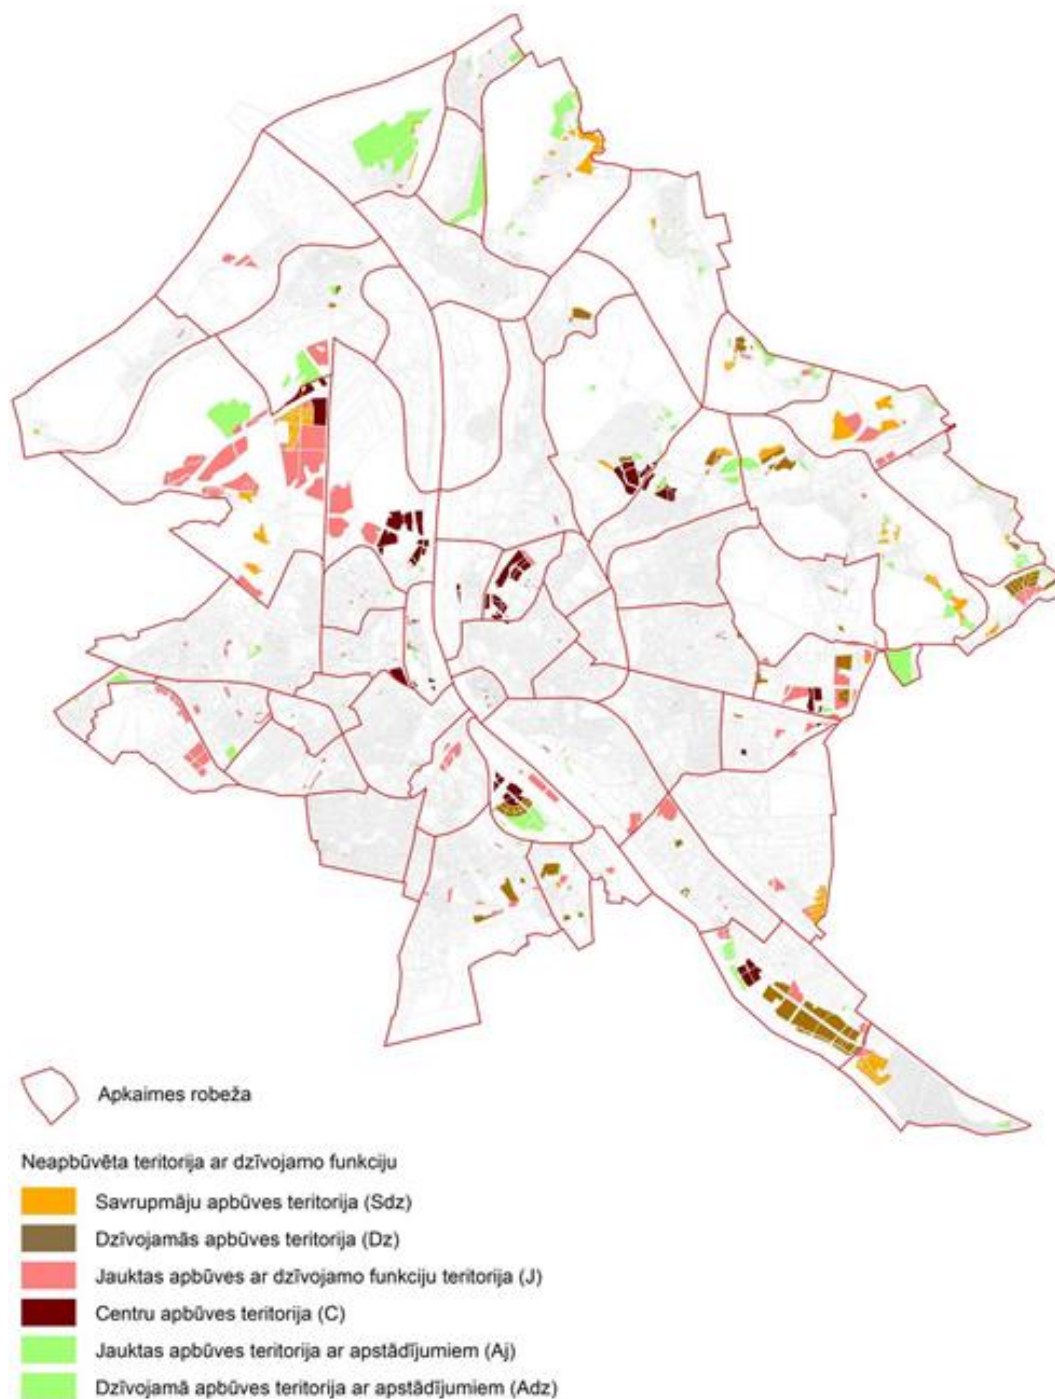 Apkaimes robeža
Neapbūvēta teritorija ar dzīvojamo funkciju
Savrupmāju apbūves teritorija (Sdz)
Dzīvojamās apbūves teritorija (Dz)
Jauktas apbūves ar dzīvojamo funkciju teritorija (J)
Centru apbūves teritorija (C)
Jauktas apbūves teritorija ar apstādījumiem (Aj)
Dzīvojamā apbūves teritorija ar apstādījumiem (Adz)